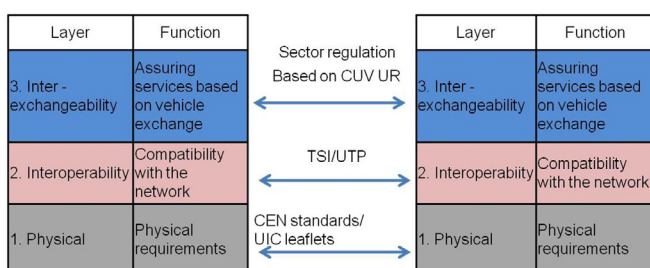 Layer
Function
3. Inter -
exchangeability
Assuring
services based
on vehicle
exchange
2. Interoperability
Compatibility
with the
network
1. Physical
Physical
requirements
Sector regulation
Based on CUV UR
TSI/UTP
CEN standards/
UIC leaflets
Layer
Function
3. Inter -
exchangeability
Assuring
services based
on vehicle
exchange
2. Interoperabiity
Compatibility
with the
network
1. Physical
Physical
requirements